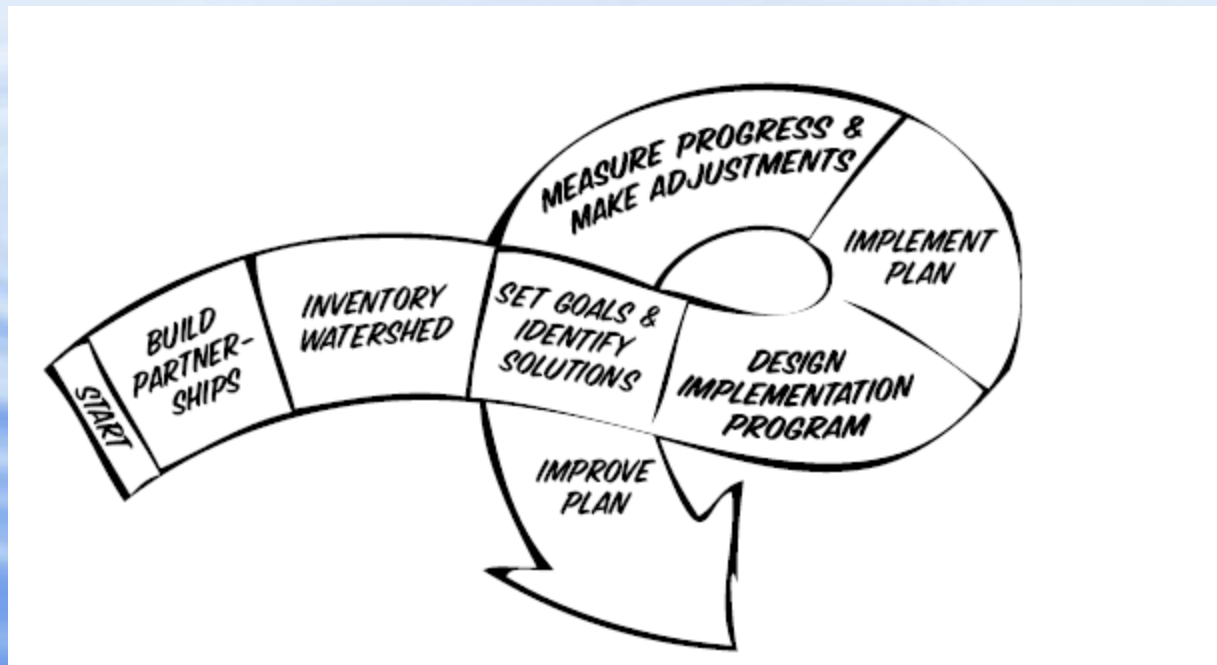 START
BUILD
PARTNER-
SHIPS
INVENTORY
WATERSHED
SET GOALS &
IDENTIFY
SOLUTIONS
DESIGN
IMPLEMENTATION
PROGRAM
IMPLEMENT
PLAN
MEASURE PROGRESS &
MAKE ADJUSTMENTS
IMPROVE
PLAN